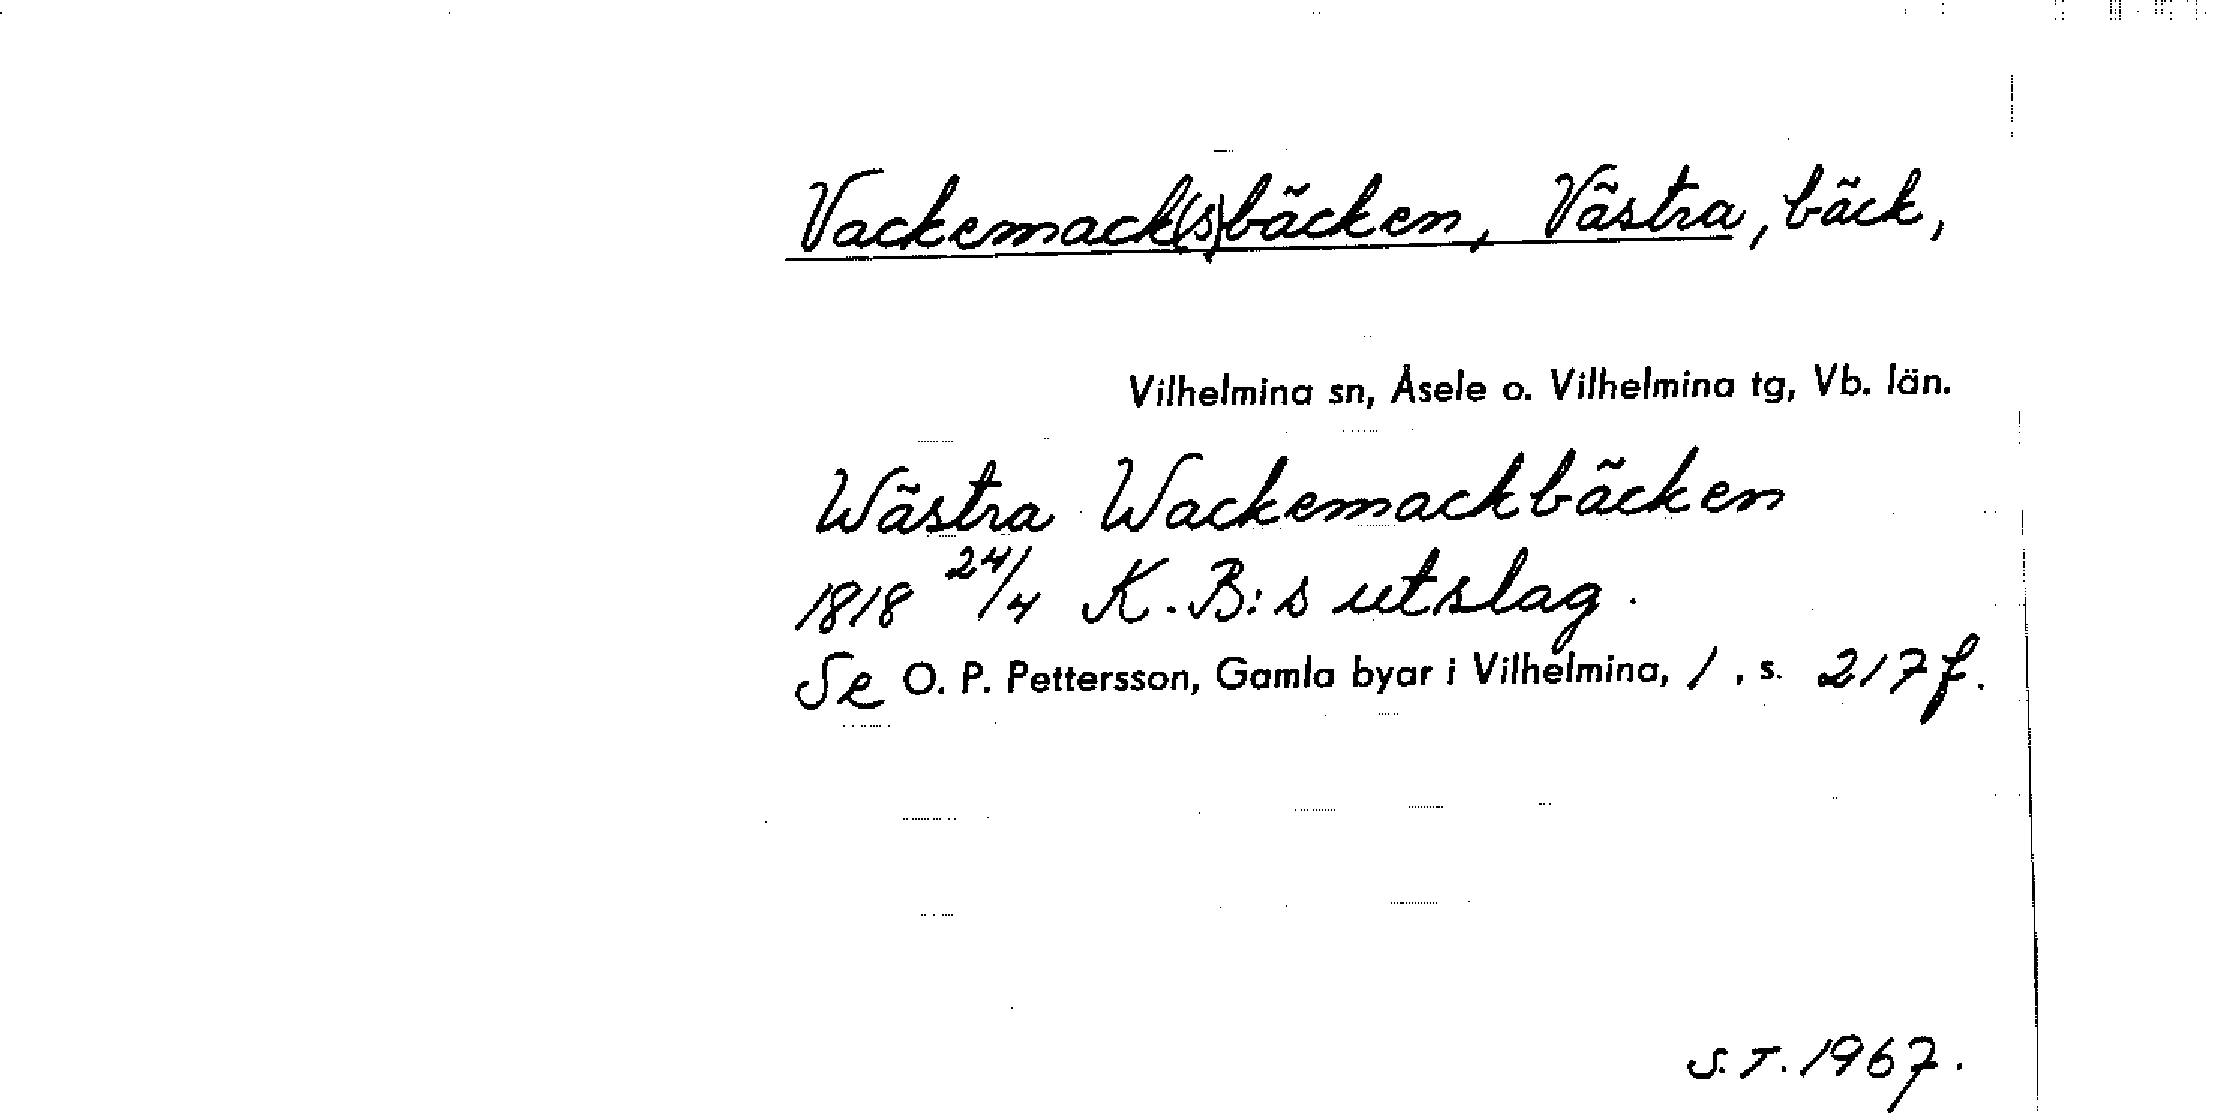 Vackemack(s)bäcken, Västra, bäck,
Vilhelmina sn, Åsele o. Vilhelmina tg, Vb. län.
Wästra Wackemackbäcken
1818 24/4 K.B:s utslag.
Se O. P. Pettersson, Gamla byar i Vilhelmina, 1, s. 217 f.
S.T. 1967.